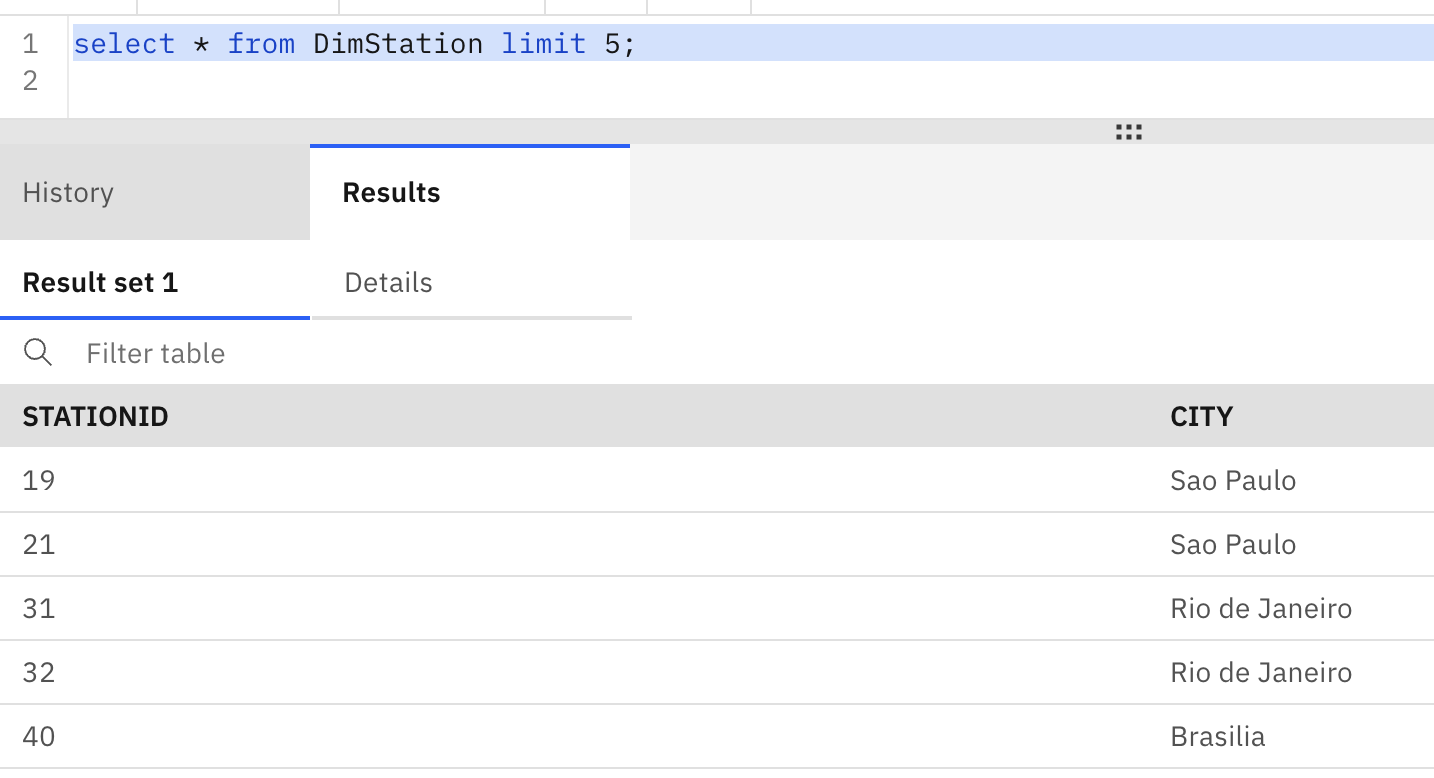 1 select * from DimStation limit 5;
2
History Results
Result set 1 Details
Filter table
STATIONID CITY
19 Sao Paulo
21 Sao Paulo
31 Rio de Janeiro
32 Rio de Janeiro
40 Brasilia